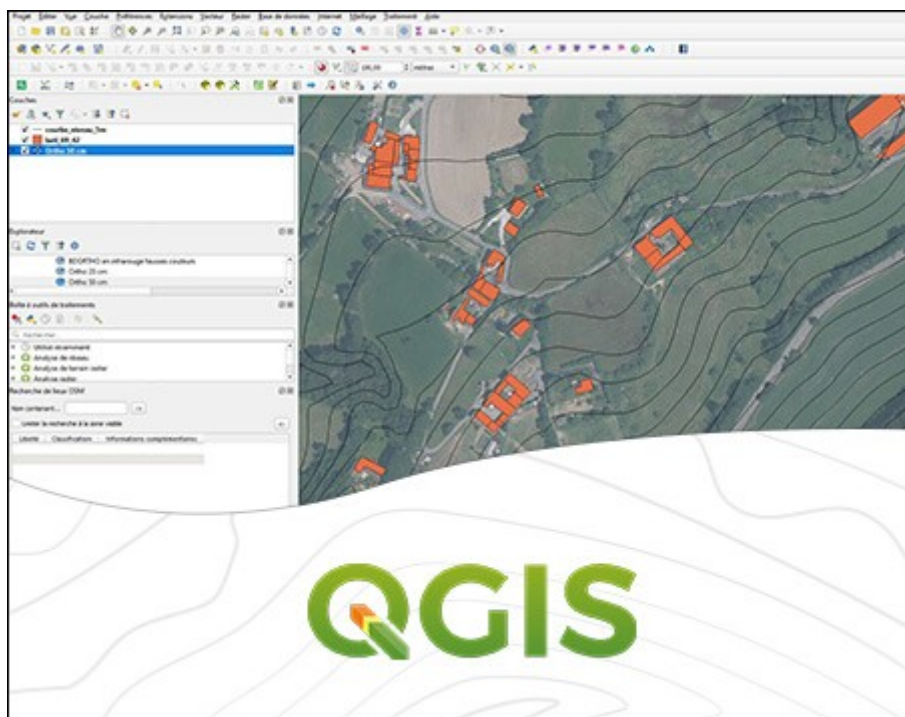 Projet Éditer Vue Couche Préférences Extensions Vecteur Raster Base de données Internet Maillage Traitement Aide
Couches
courbe_niveau_5m
Ortho 50 cm
Explorateur
BDORTHO en infrarouge fausses couleurs
Ortho 20 cm
Ortho 50 cm
Boîte à outils de traitements
Rechercher
Utilisé récemment
Analyse de réseau
Analyse de terrain raster
Analyse raster
Recherche de lieux OSM
Nom contenant...
Limiter la recherche à la zone visible
Libellé Classification Informations complémentaires
QGIS